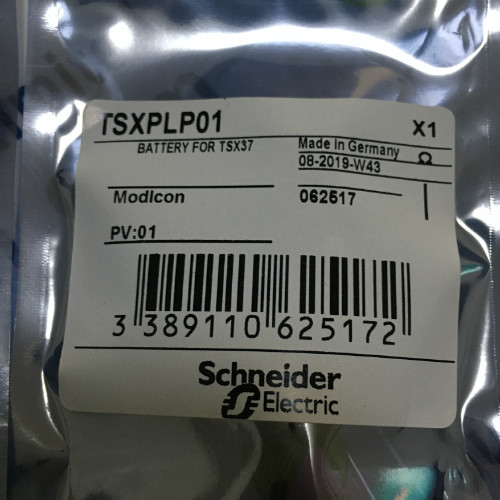 TSXPLP01 X1
BATTERY FOR TSX37
Made in Germany
08-2019-W43
Modicon 062517
PV:01
3 389110 625172
Schneider
Electric